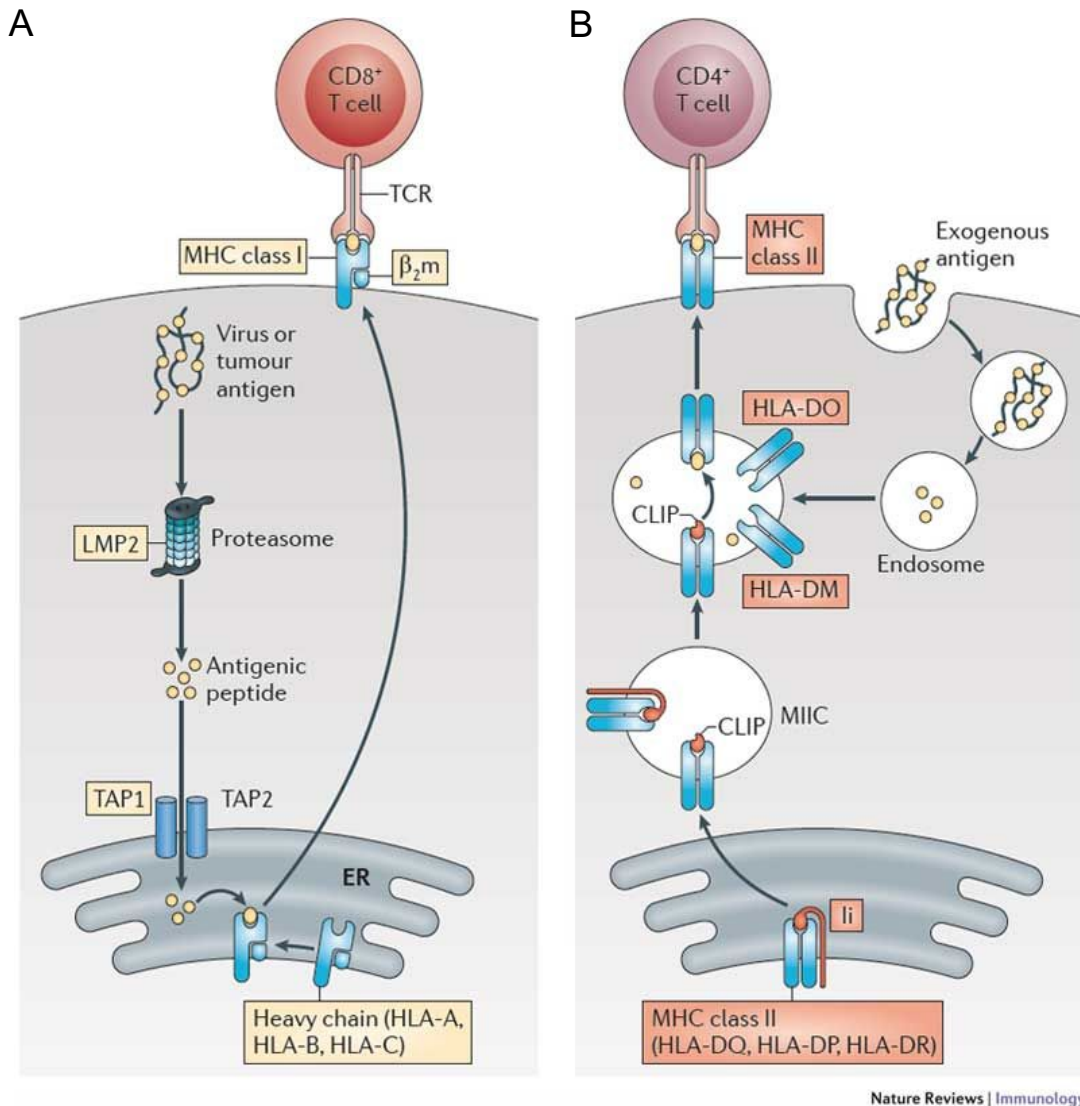 A
CD8⁺
T cell
TCR
MHC class I
β₂m
Virus or
tumour
antigen
LMP2
Proteasome
Antigenic
peptide
TAP1
TAP2
ER
Heavy chain (HLA-A,
HLA-B, HLA-C)
B
CD4⁺
T cell
MHC
class II
Exogenous
antigen
HLA-DO
CLIP
Endosome
HLA-DM
MIIC
CLIP
Ii
MHC class II
(HLA-DQ, HLA-DP, HLA-DR)
Nature Reviews | Immunology